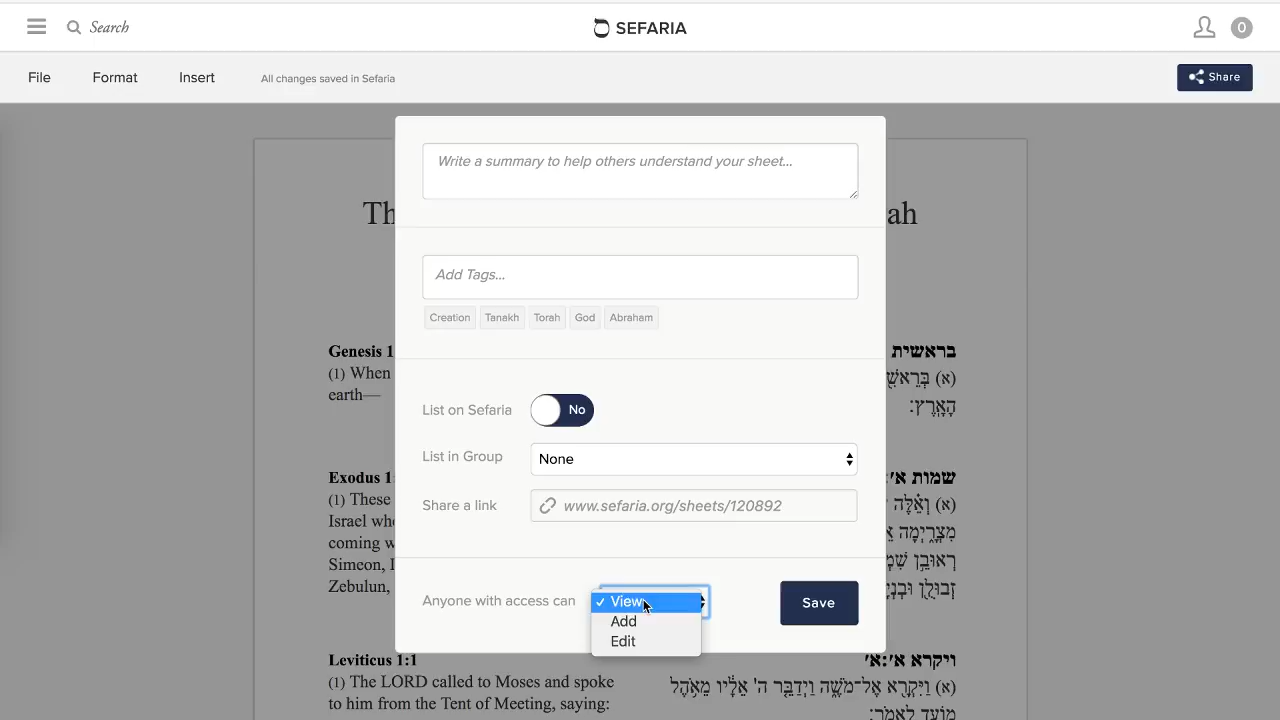 Search
SEFARIA
0
File Format Insert All changes saved in Sefaria
Share
Write a summary to help others understand your sheet...
Th
ah
Add Tags...
Creation Tanakh Torah God Abraham
Genesis 1
(1) When
earth—
בראשית
(א) בְּרֵאשִׁ֖
הָאָֽרֶץ׃
List on Sefaria No
List in Group None
Share a link www.sefaria.org/sheets/120892
Exodus 1:
(1) These
Israel who
coming w
Simeon, I
Zebulun,
שמות א׳:
(א) וְאֵ֗לֶּה
מִצְרָ֑יְמָה
רְאוּבֵ֣ן
זְבוּלֻ֖ן
Anyone with access can View
Add
Edit
Save
Leviticus 1:1
(1) The LORD called to Moses and spoke
to him from the Tent of Meeting, saying:
ויקרא א׳:א׳
(א) וַיִּקְרָ֖א אֶל־מֹשֶׁ֑ה וַיְדַבֵּ֤ר ה' אֵלָ֔יו מֵאֹ֥הֶל
מוֹעֵ֖ד לֵאמֹֽר׃